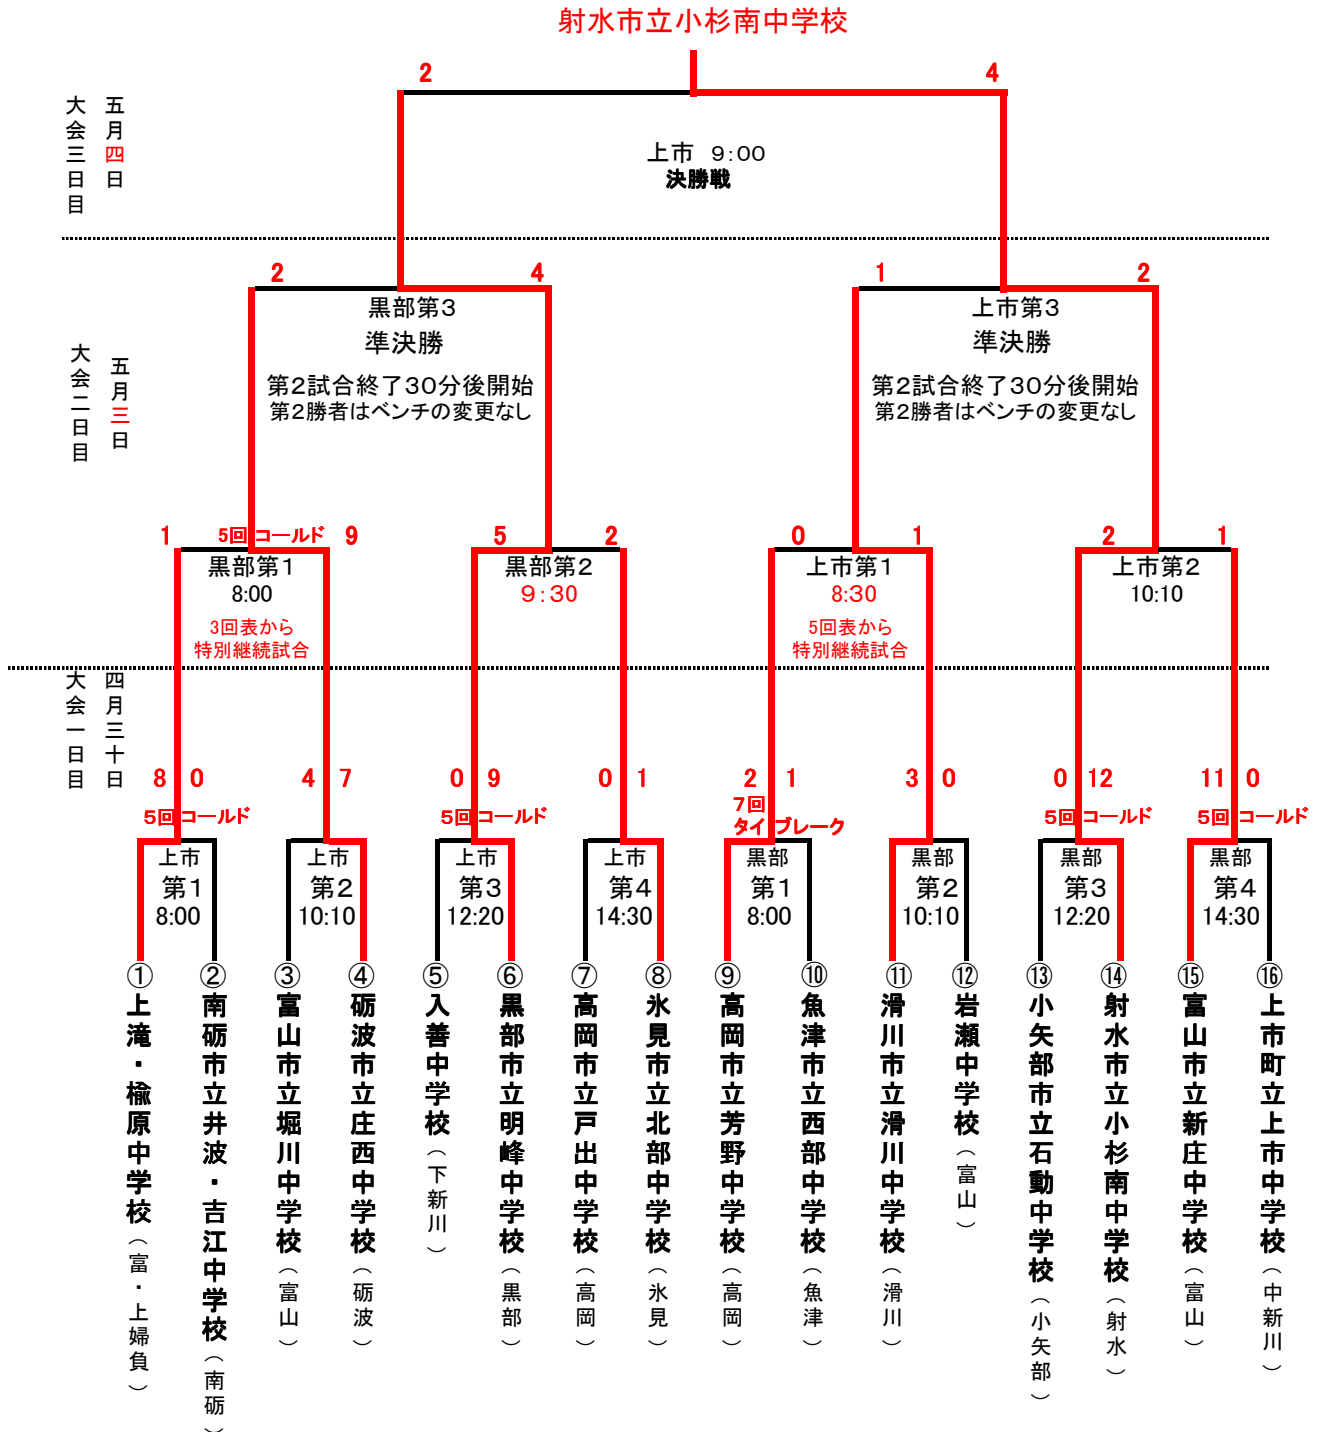 射水市立小杉南中学校
2
4
大会三日目
五月四日
上市 9:00
決勝戦
2
4
1
2
黒部第3
準決勝
第2試合終了30分後開始
第2勝者はベンチの変更なし
上市第3
準決勝
第2試合終了30分後開始
第2勝者はベンチの変更なし
大会二日目
五月三日
1
5回コールド
9
5
2
0
1
2
1
黒部第1
8:00
3回表から
特別継続試合
黒部第2
9:30
上市第1
8:30
5回表から
特別継続試合
上市第2
10:10
大会一日目
四月三十日
8 0
5回コールド
4 7
0 9
5回コールド
0 1
2 1
7回
タイブレーク
3 0
0 12
5回コールド
11 0
5回コールド
上市
第1
8:00
上市
第2
10:10
上市
第3
12:20
上市
第4
14:30
黒部
第1
8:00
黒部
第2
10:10
黒部
第3
12:20
黒部
第4
14:30
①上滝・楡原中学校(富・上婦負)
②南砺市立井波・吉江中学校(南砺)
③富山市立堀川中学校(富山)
④砺波市立庄西中学校(砺波)
⑤入善中学校(下新川)
⑥黒部市立明峰中学校(黒部)
⑦高岡市立戸出中学校(高岡)
⑧氷見市立北部中学校(氷見)
⑨高岡市立芳野中学校(高岡)
⑩魚津市立西部中学校(魚津)
⑪滑川市立滑川中学校(滑川)
⑫岩瀬中学校(富山)
⑬小矢部市立石動中学校(小矢部)
⑭射水市立小杉南中学校(射水)
⑮富山市立新庄中学校(富山)
⑯上市町立上市中学校(中新川)